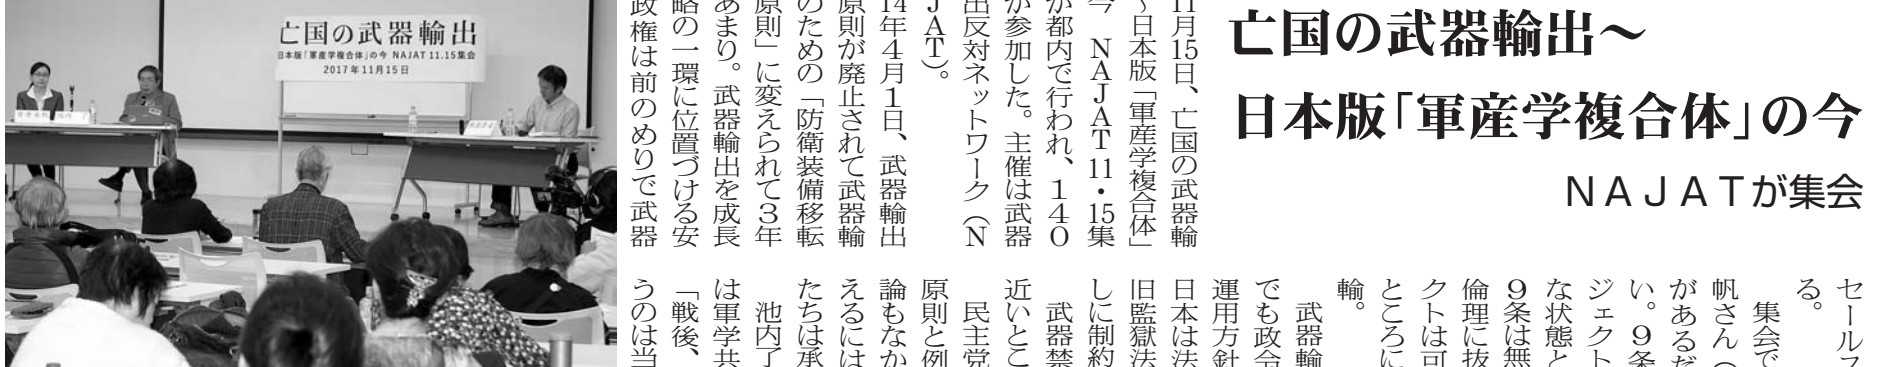 亡国の武器輸出〜
日本版「軍産学複合体」の今
ＮＡＪＡＴが集会
亡国の武器輸出
日本版「軍産学複合体」の今 NAJAT 11.15集会
2017年11月15日
11月15日、亡国の武器輸
〜日本版「軍産学複合体」
今　ＮＡＪＡＴ11・15集
が都内で行われ、１４０
が参加した。主催は武器
出反対ネットワーク（Ｎ
ＪＡＴ）。
14年４月１日、武器輸出
原則が廃止されて武器輸
のための「防衛装備移転
原則」に変えられて３年
あまり。武器輸出を成長
略の一環に位置づける安
政権は前のめりで武器
セールス
る。
集会で
帆さん（
があるだ
い。９条
ジェクト
な状態と
９条は無
倫理に抜
クトは可
ところに
輪。
武器輸
でも政令
運用方針
日本は法
旧監獄法
しに制約
武器禁
近いとこ
民主党
原則と例
論もなか
えるには
たちは承
池内了
は軍学共
「戦後、
うのは当